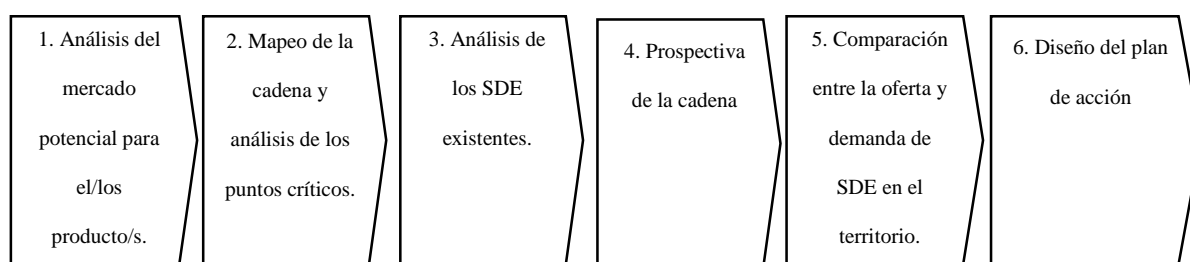 1. Análisis del
mercado
potencial para
el/los
producto/s.
2. Mapeo de la
cadena y
análisis de los
puntos críticos.
3. Análisis de
los SDE
existentes.
4. Prospectiva
de la cadena
5. Comparación
entre la oferta y
demanda de
SDE en el
territorio.
6. Diseño del plan
de acción